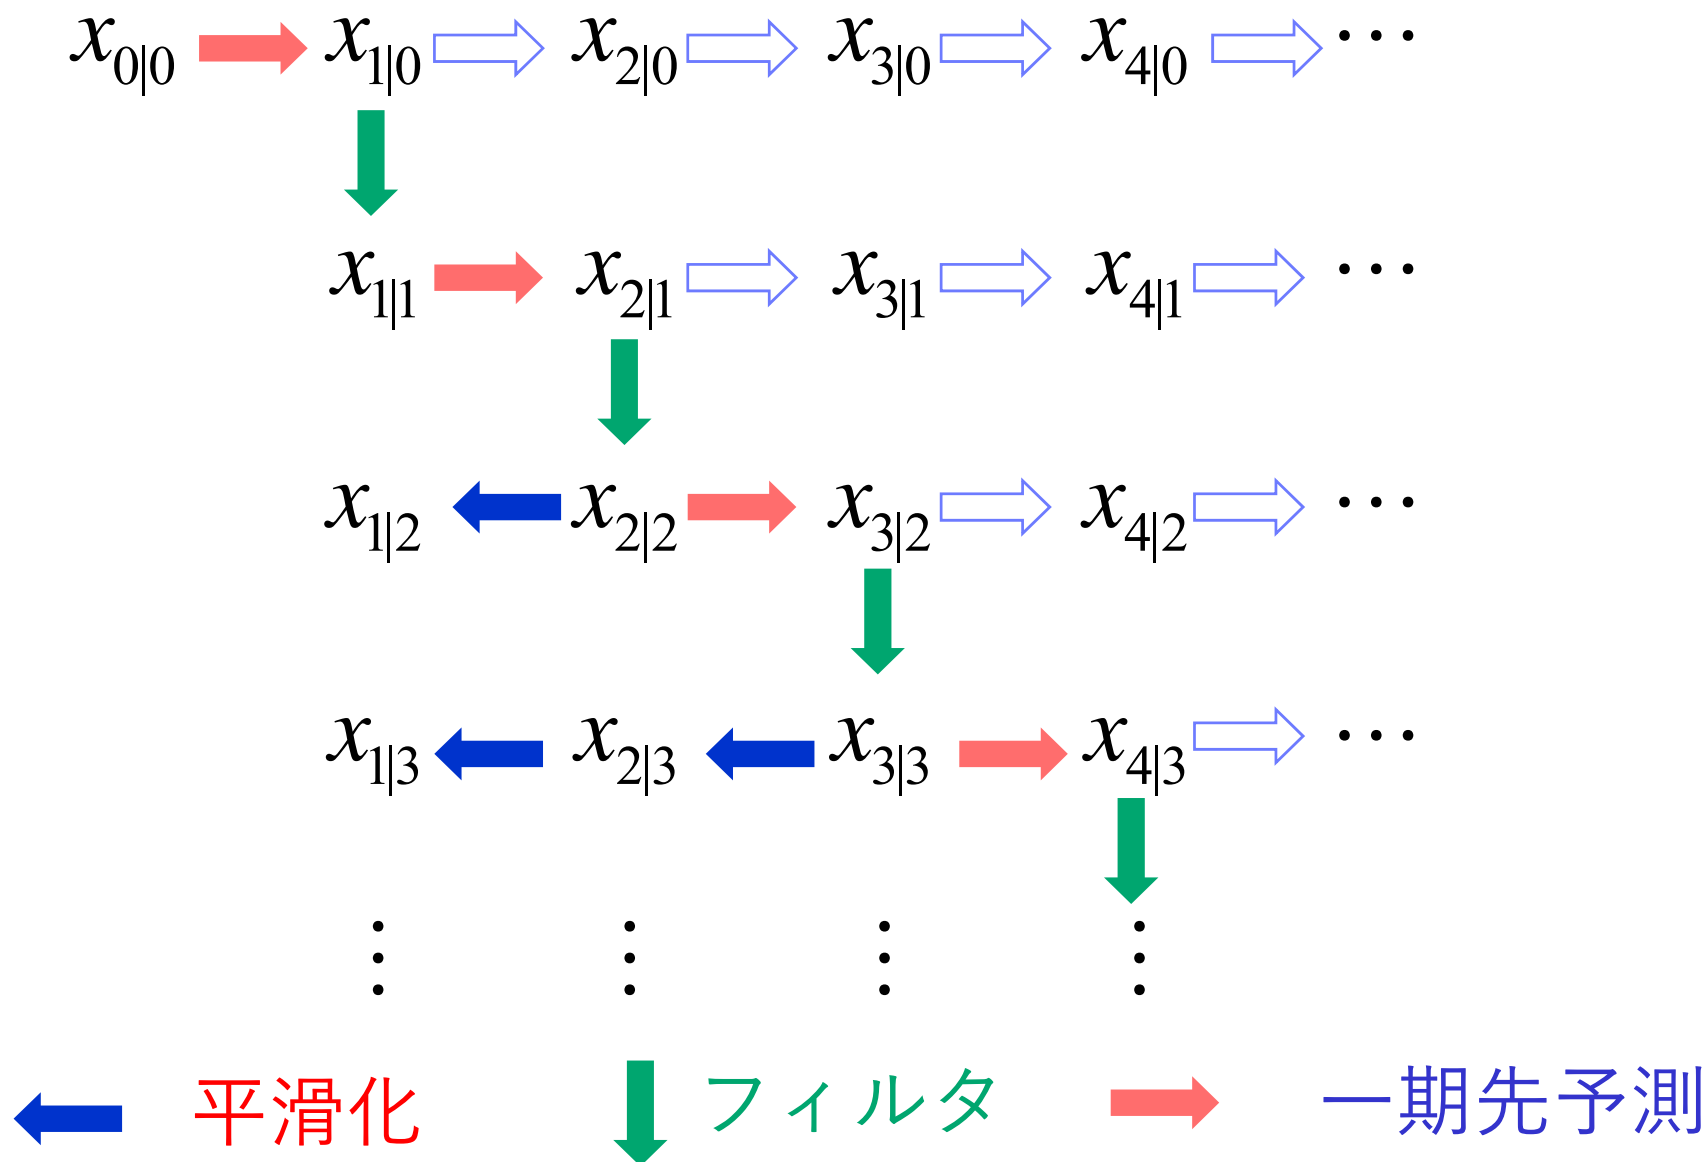 x0|0 x1|0 x2|0 x3|0 x4|0 ⋯
x1|1 x2|1 x3|1 x4|1 ⋯
x1|2 x2|2 x3|2 x4|2 ⋯
x1|3 x2|3 x3|3 x4|3 ⋯
⋮ ⋮ ⋮ ⋮
平滑化 フィルタ 一期先予測